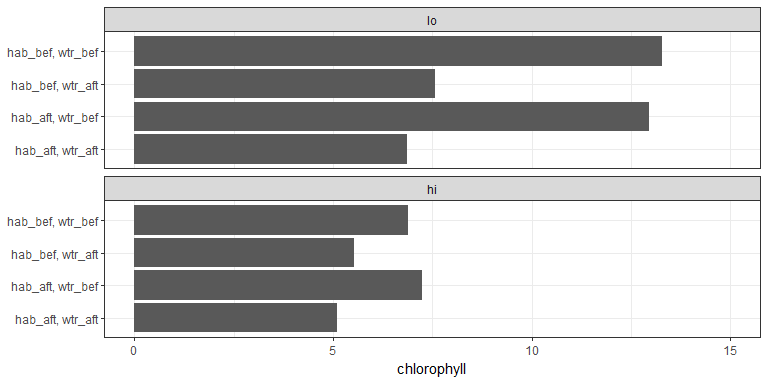 lo
hab_bef, wtr_bef
hab_bef, wtr_aft
hab_aft, wtr_bef
hab_aft, wtr_aft
hi
hab_bef, wtr_bef
hab_bef, wtr_aft
hab_aft, wtr_bef
hab_aft, wtr_aft
0 5 10 15
chlorophyll